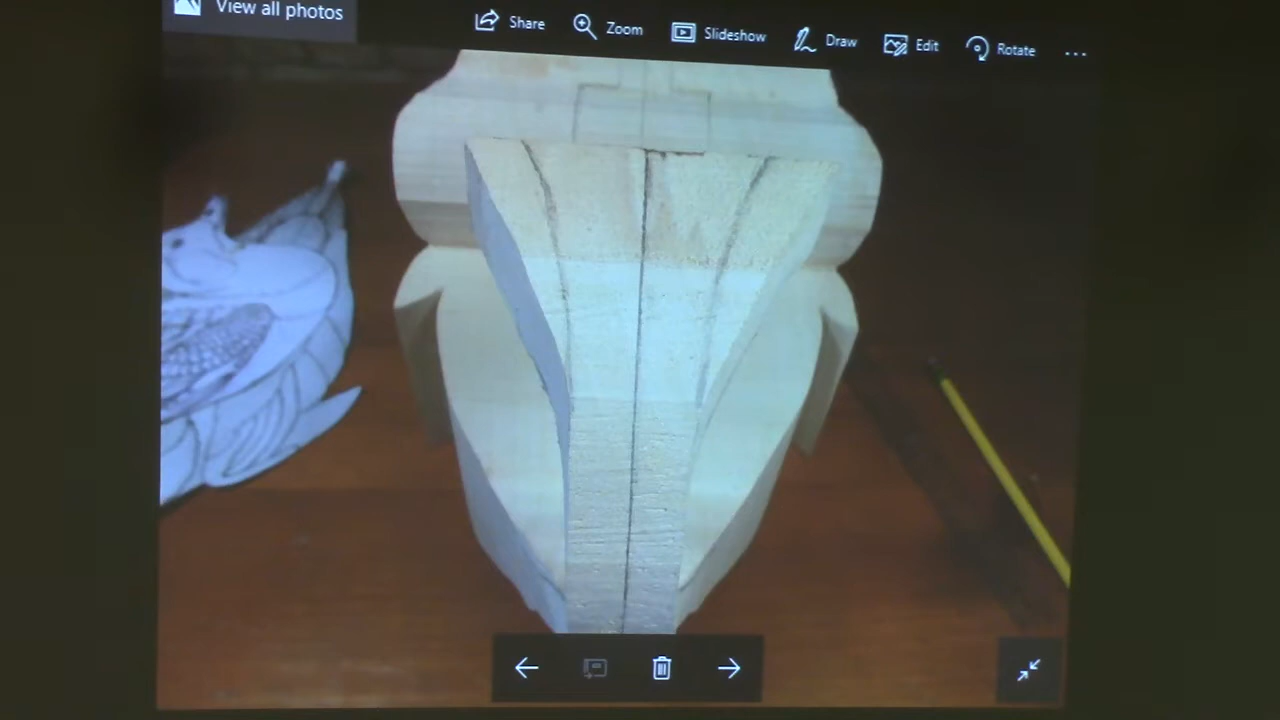 View all photos
Share
Zoom
Slideshow
Draw
Edit
Rotate